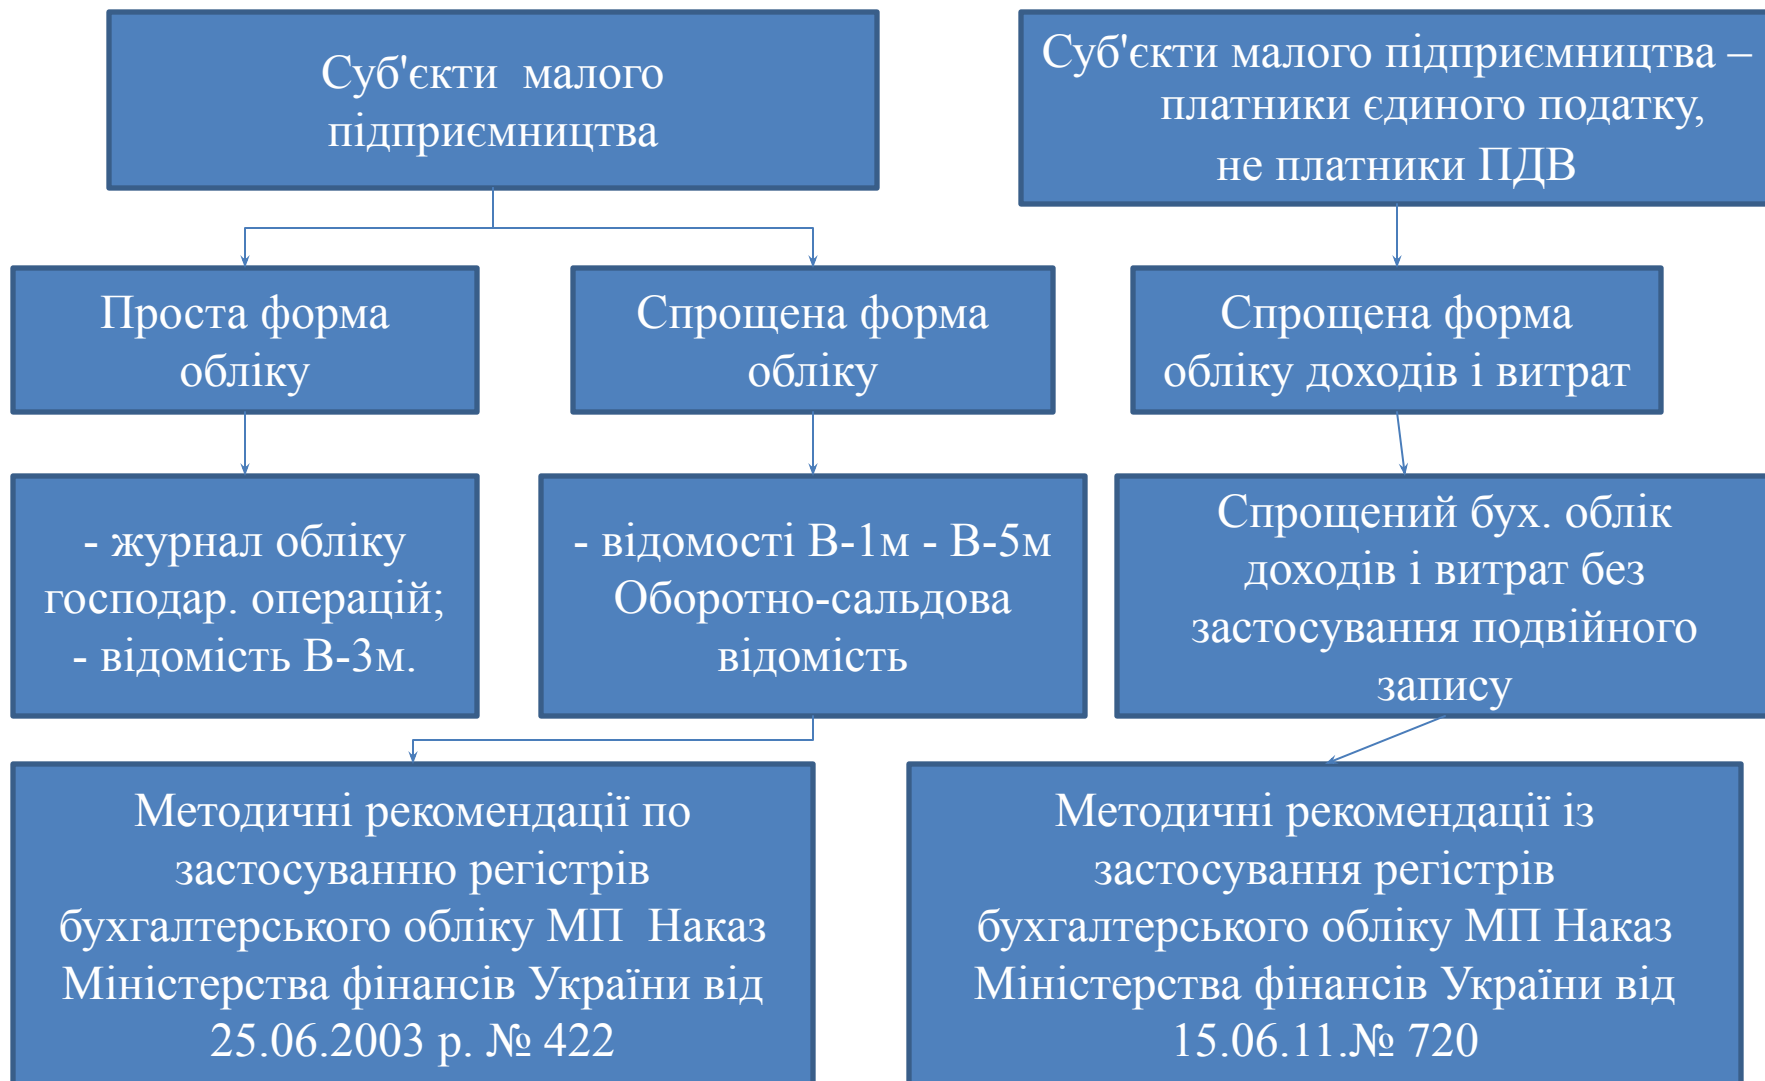 Суб'єкти малого
підприємництва
Суб'єкти малого підприємництва –
платники єдиного податку,
не платники ПДВ
Проста форма
обліку
Спрощена форма
обліку
Спрощена форма
обліку доходів і витрат
- журнал обліку
господар. операцій;
- відомість В-3м.
- відомості В-1м - В-5м
Оборотно-сальдова
відомість
Спрощений бух. облік
доходів і витрат без
застосування подвійного
запису
Методичні рекомендації по
застосуванню регістрів
бухгалтерського обліку МП Наказ
Міністерства фінансів України від
25.06.2003 р. № 422
Методичні рекомендації із
застосування регістрів
бухгалтерського обліку МП Наказ
Міністерства фінансів України від
15.06.11.№ 720